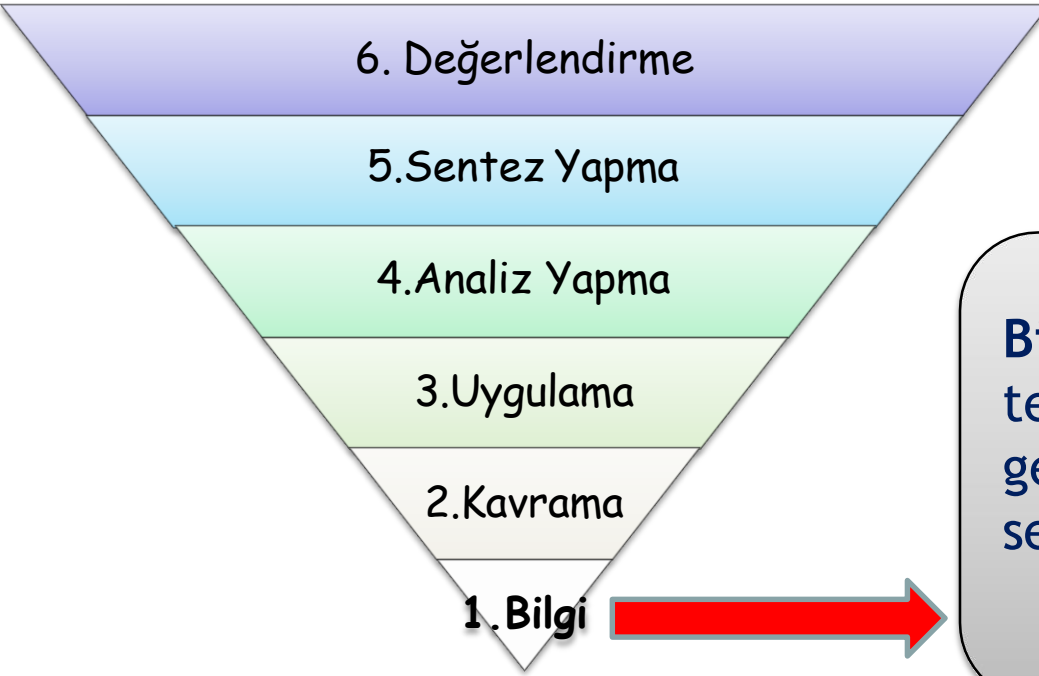 6. Değerlendirme
5.Sentez Yapma
4.Analiz Yapma
3.Uygulama
2.Kavrama
1.Bilgi